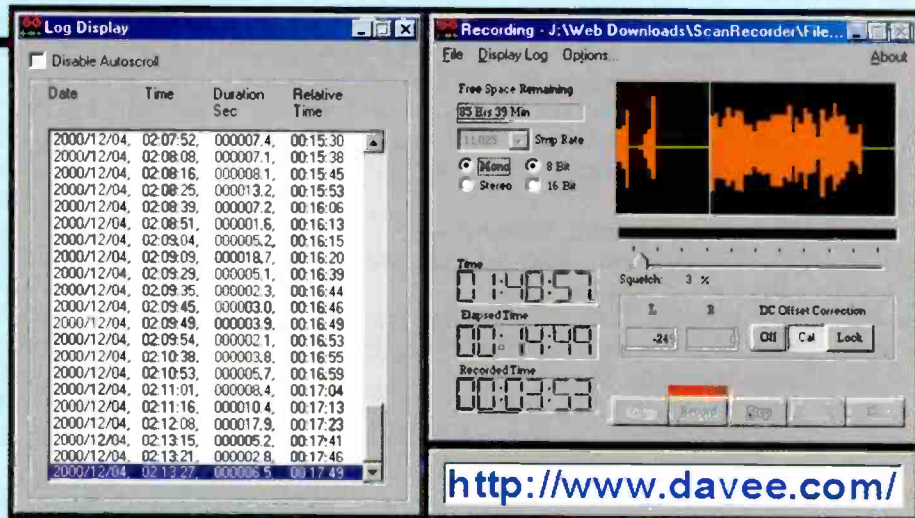 Log Display
Disable Autoscroll
Date Time Duration Sec Relative Time
2000/12/04, 02:07:52, 000007.4, 00:15:30
2000/12/04, 02:08:08, 000007.1, 00:15:38
2000/12/04, 02:08:16, 000008.1, 00:15:45
2000/12/04, 02:08:25, 000013.2, 00:15:53
2000/12/04, 02:08:39, 000007.2, 00:16:06
2000/12/04, 02:08:51, 000001.6, 00:16:13
2000/12/04, 02:09:04, 000005.2, 00:16:15
2000/12/04, 02:09:09, 000018.7, 00:16:20
2000/12/04, 02:09:29, 000005.1, 00:16:39
2000/12/04, 02:09:35, 000002.3, 00:16:44
2000/12/04, 02:09:45, 000003.0, 00:16:46
2000/12/04, 02:09:49, 000003.9, 00:16:49
2000/12/04, 02:09:54, 000002.1, 00:16:53
2000/12/04, 02:10:38, 000003.8, 00:16:55
2000/12/04, 02:10:53, 000005.7, 00:16:59
2000/12/04, 02:11:01, 000008.4, 00:17:04
2000/12/04, 02:11:16, 000010.4, 00:17:13
2000/12/04, 02:12:08, 000017.9, 00:17:23
2000/12/04, 02:13:15, 000005.2, 00:17:41
2000/12/04, 02:13:21, 000002.8, 00:17:46
2000/12/04, 02:13:27, 000006.5, 00:17:49
Recording - J:\Web Downloads\ScanRecorder\File...
File Display Log Options... About
Free Space Remaining
85 Hrs 39 Min
11025 Smp Rate
Mono 8 Bit
Stereo 16 Bit
Time
01:48:57
Squelch: 3 %
Elapsed Time
00:14:49
L R DC Offset Correction
-24 Off Cal Lock
Recorded Time
00:03:53
Record Stop
http://www.davee.com/